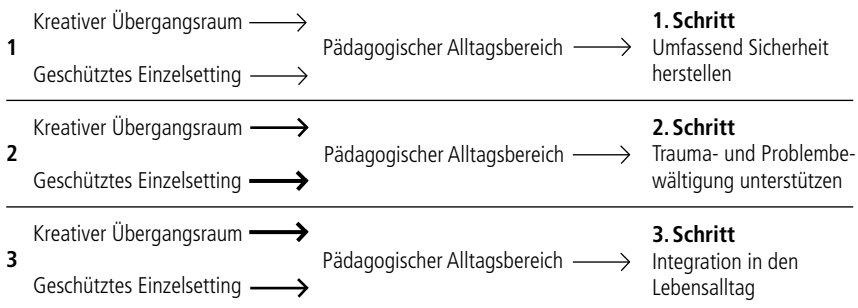 Kreativer Übergangsraum
1. Schritt
1
Pädagogischer Alltagsbereich
Umfassend Sicherheit
Geschütztes Einzelsetting
herstellen
Kreativer Übergangsraum
2. Schritt
2
Pädagogischer Alltagsbereich
Trauma- und Problembe-
Geschütztes Einzelsetting
wältigung unterstützen
Kreativer Übergangsraum
3. Schritt
3
Pädagogischer Alltagsbereich
Integration in den
Geschütztes Einzelsetting
Lebensalltag